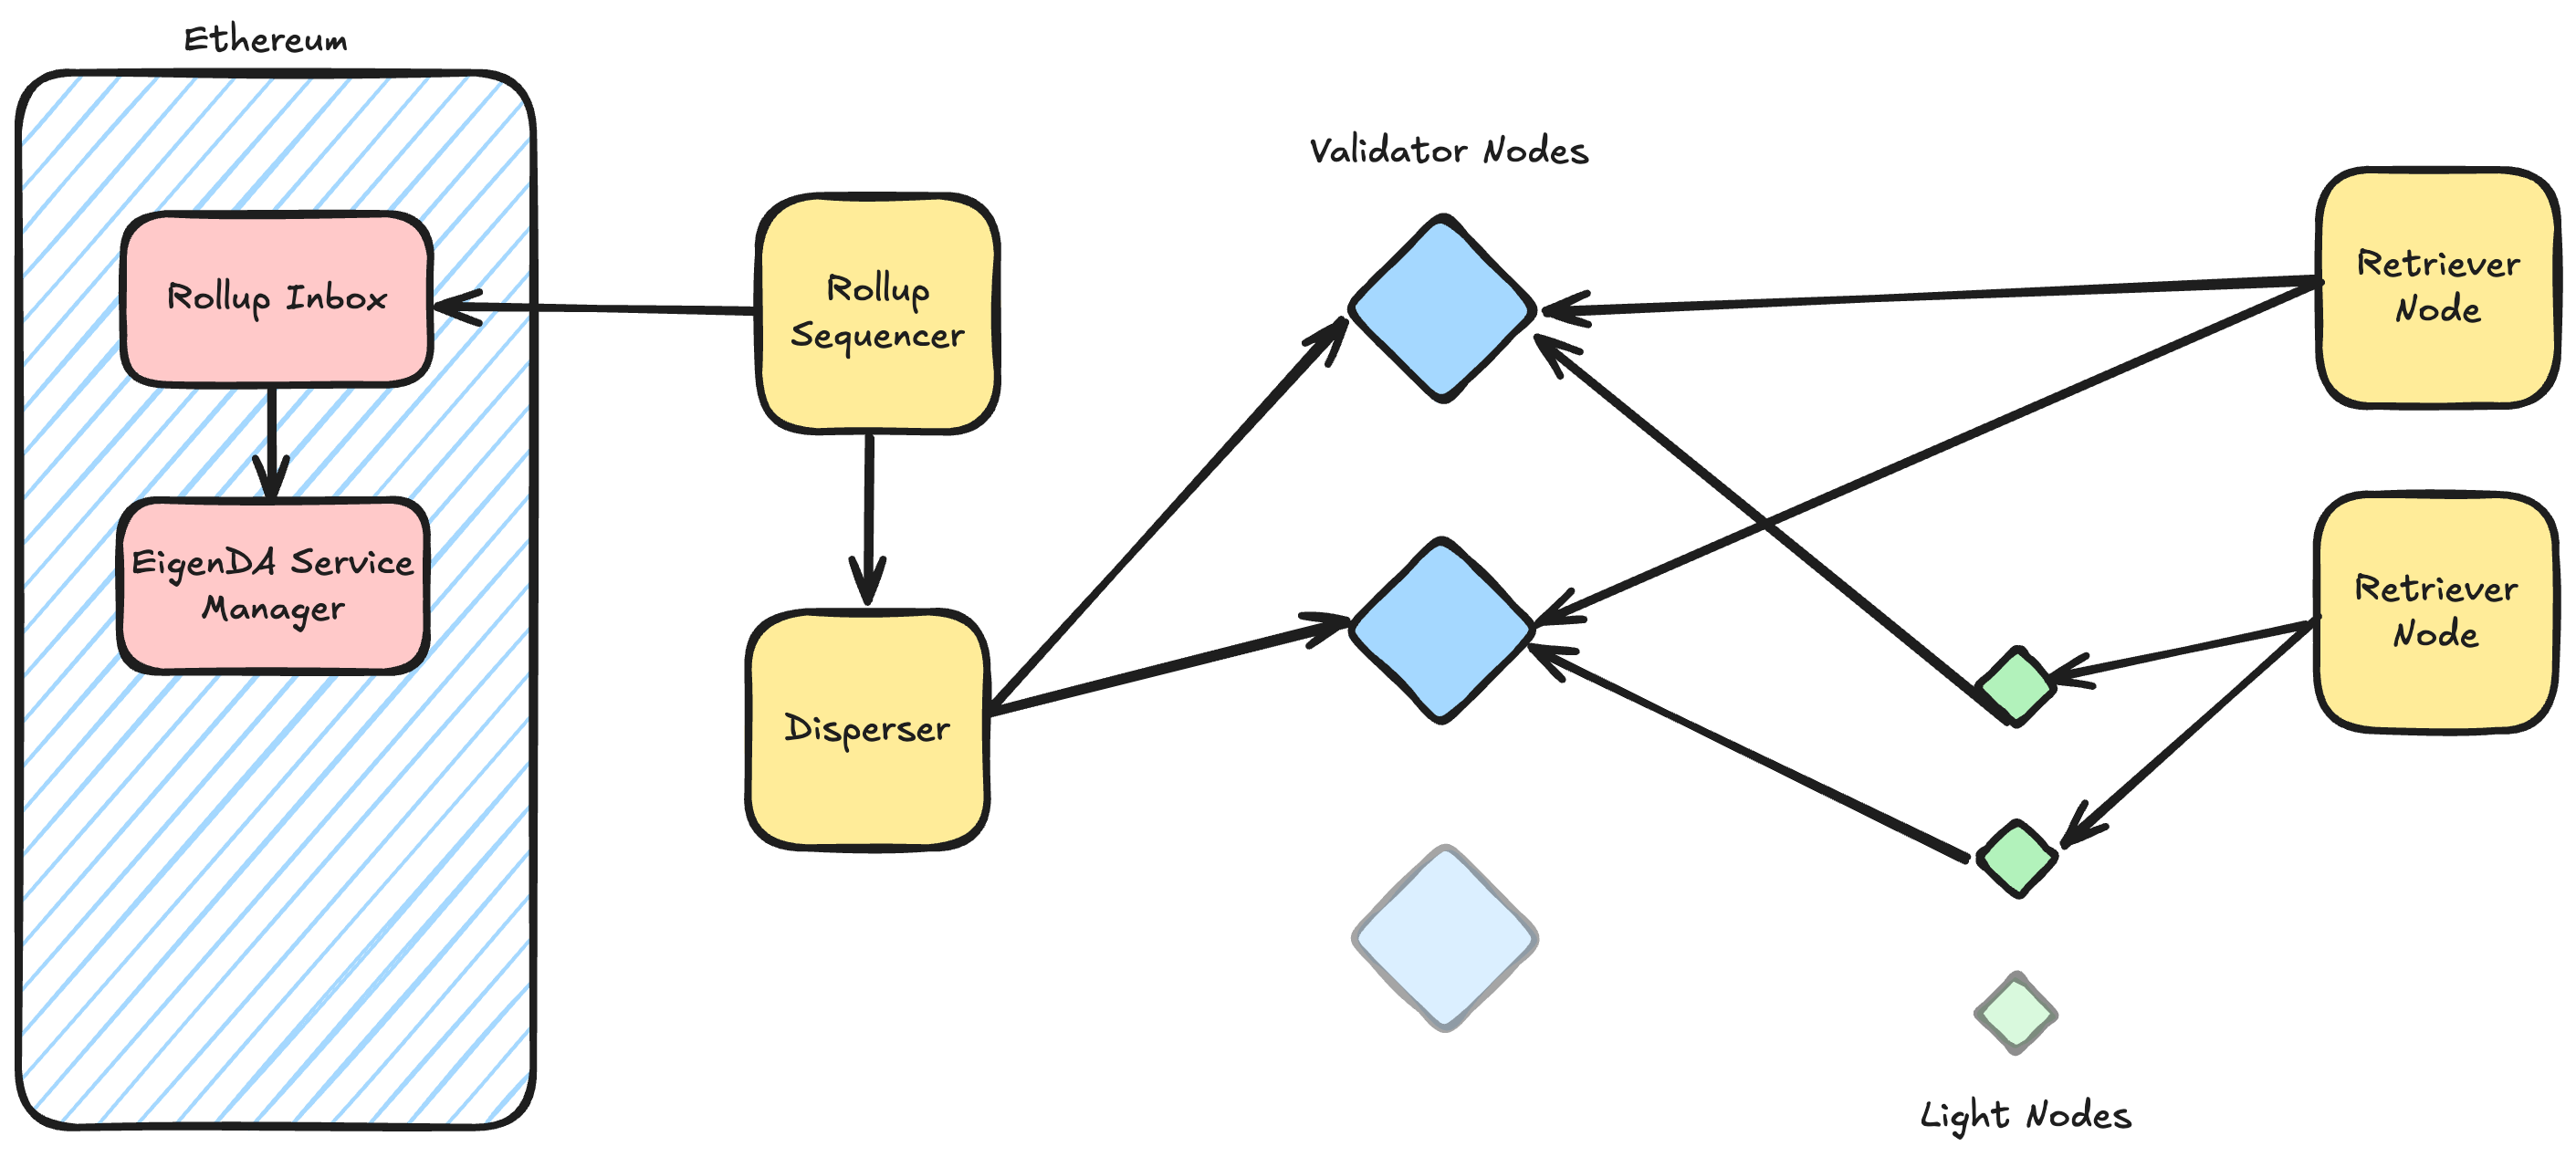 Ethereum
Rollup Inbox
EigenDA Service
Manager
Rollup
Sequencer
Disperser
Validator Nodes
Retriever
Node
Retriever
Node
Light Nodes